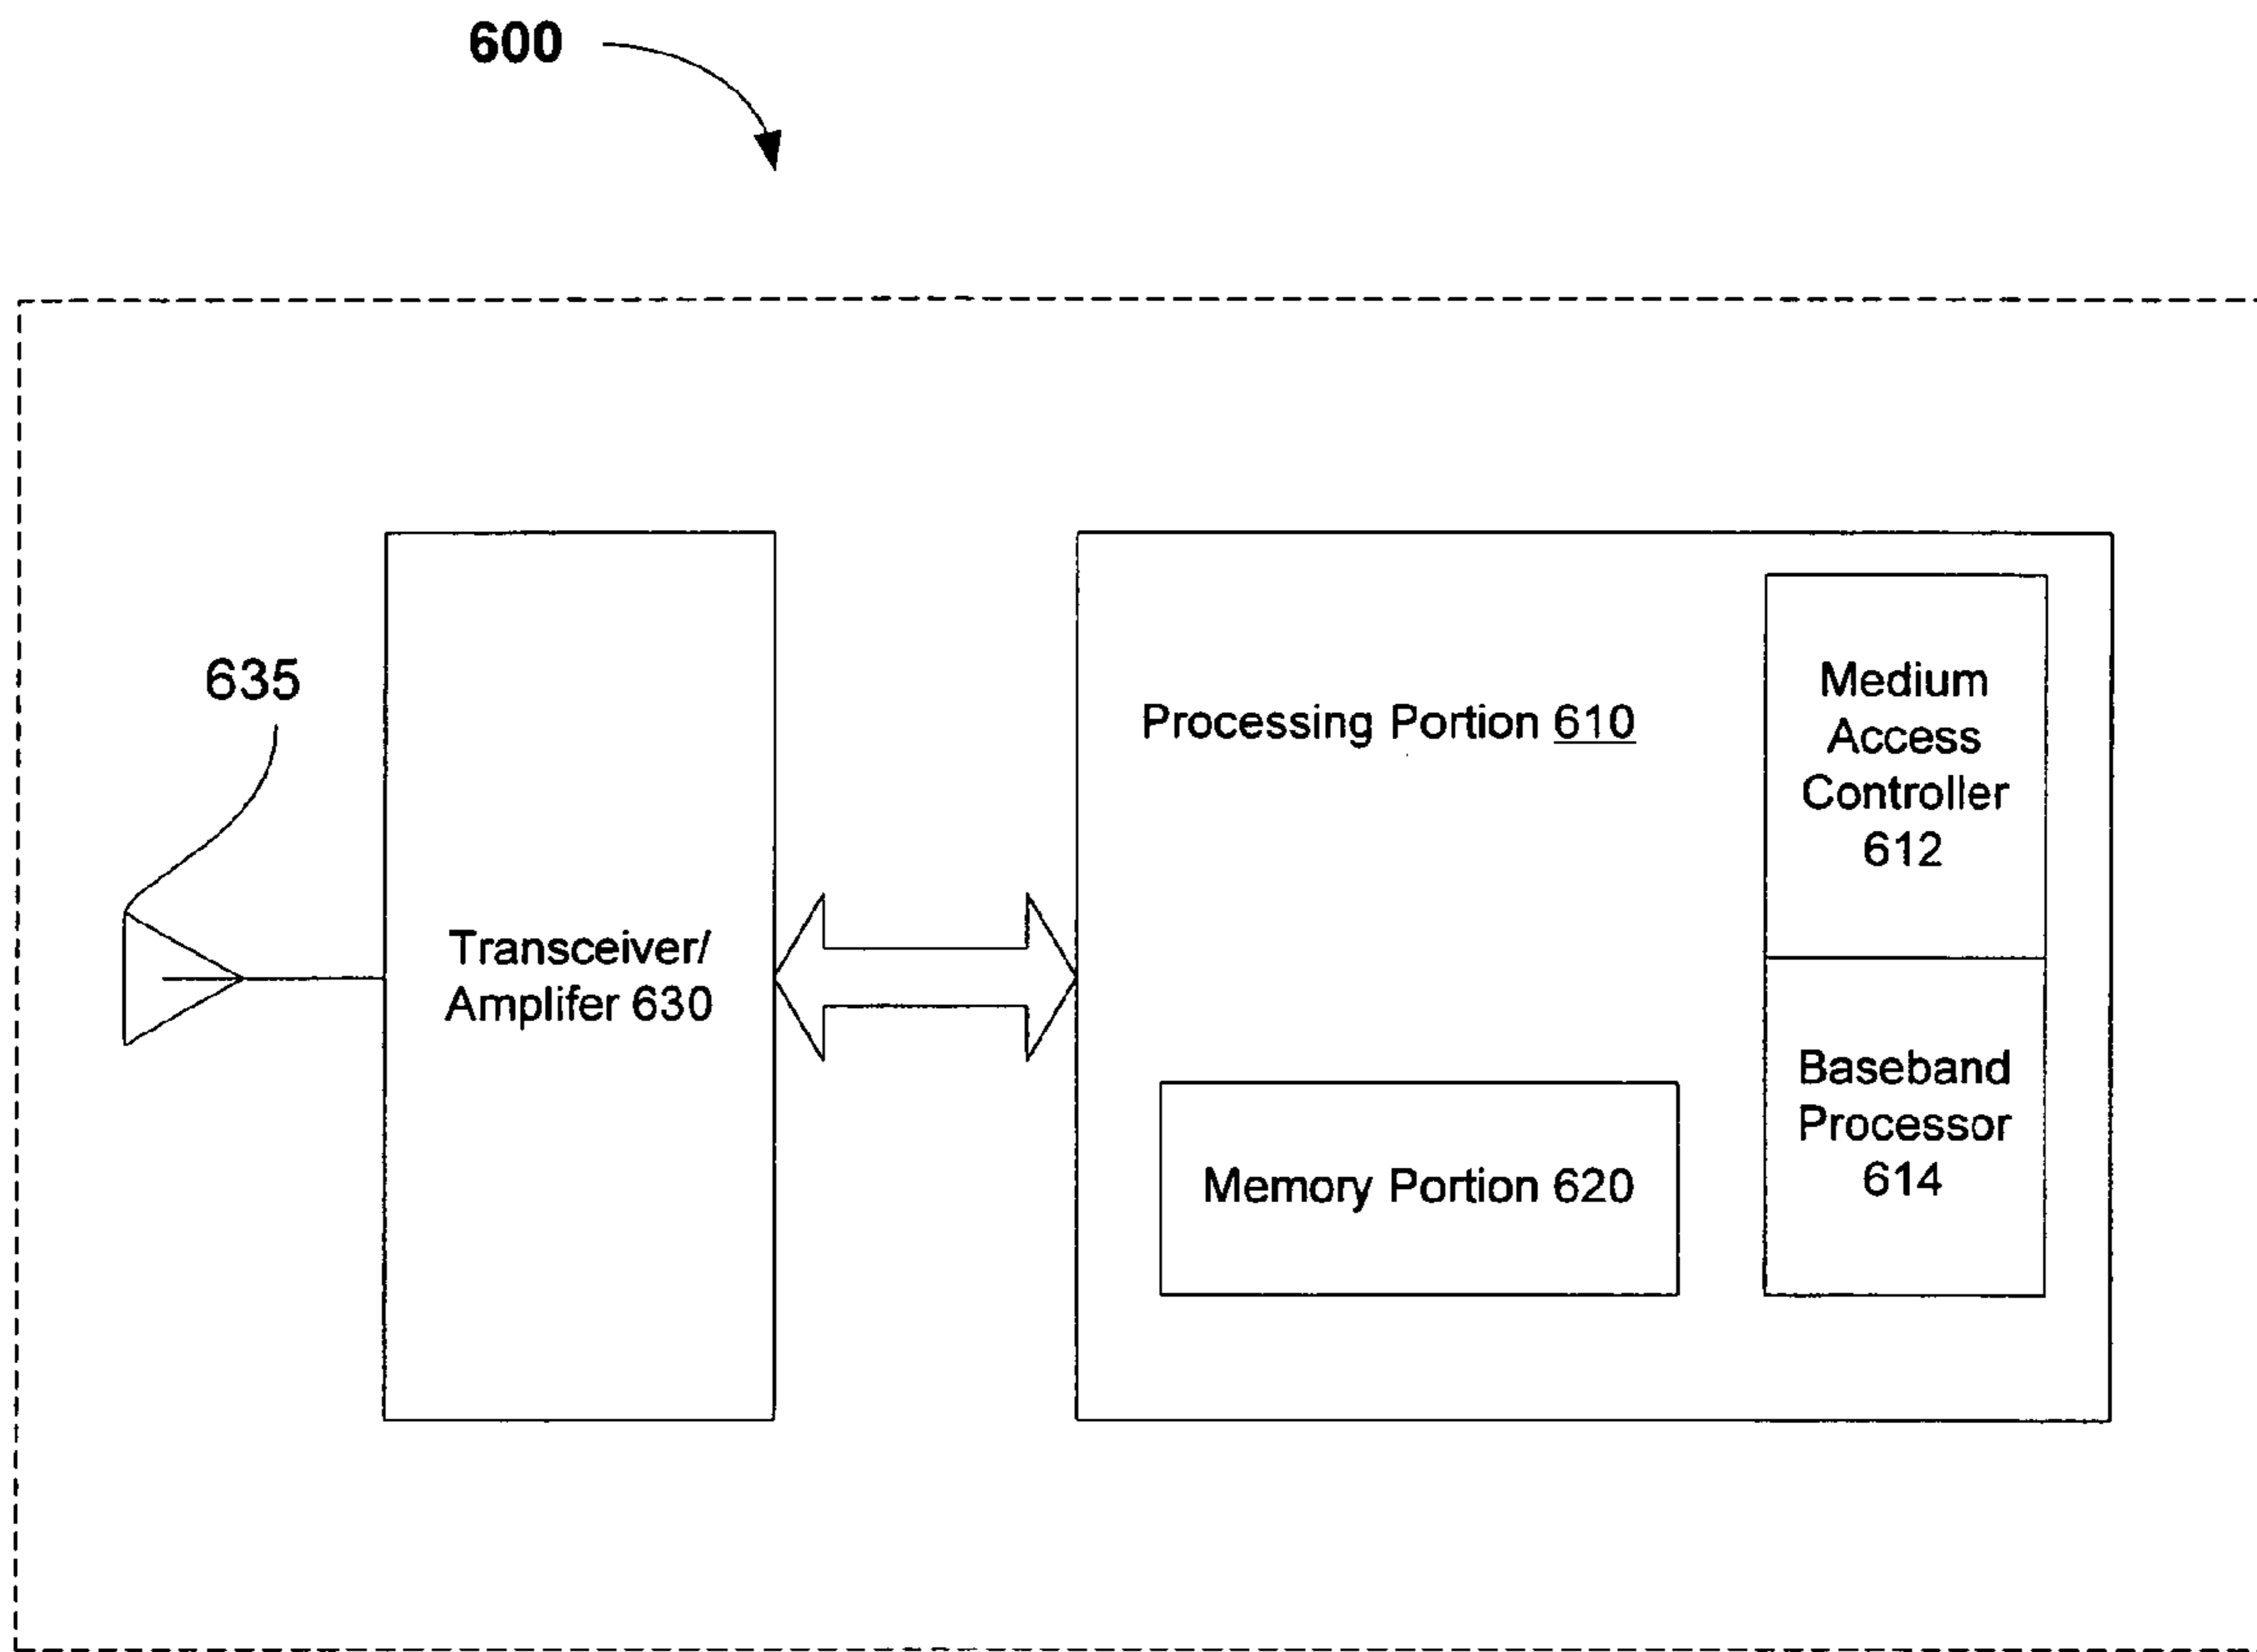 600
635
Transceiver/
Amplifer 630
Processing Portion 610
Medium
Access
Controller
612
Baseband
Processor
614
Memory Portion 620